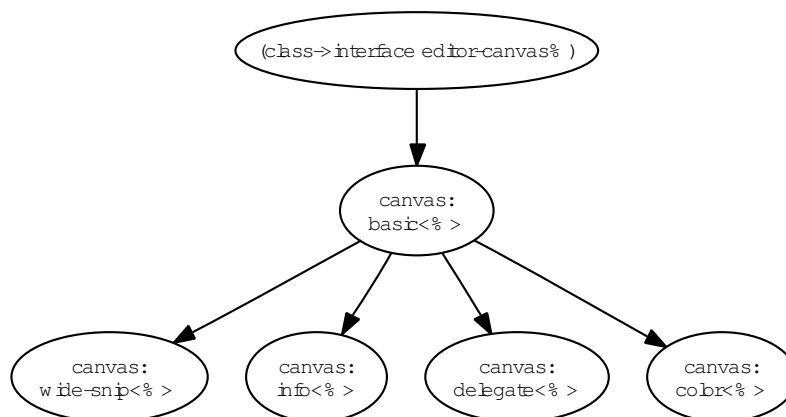 (class->interface editor-canvas%)
canvas:
basic<%>
canvas:
wide-snip<%>
canvas:
info<%>
canvas:
delegate<%>
canvas:
color<%>